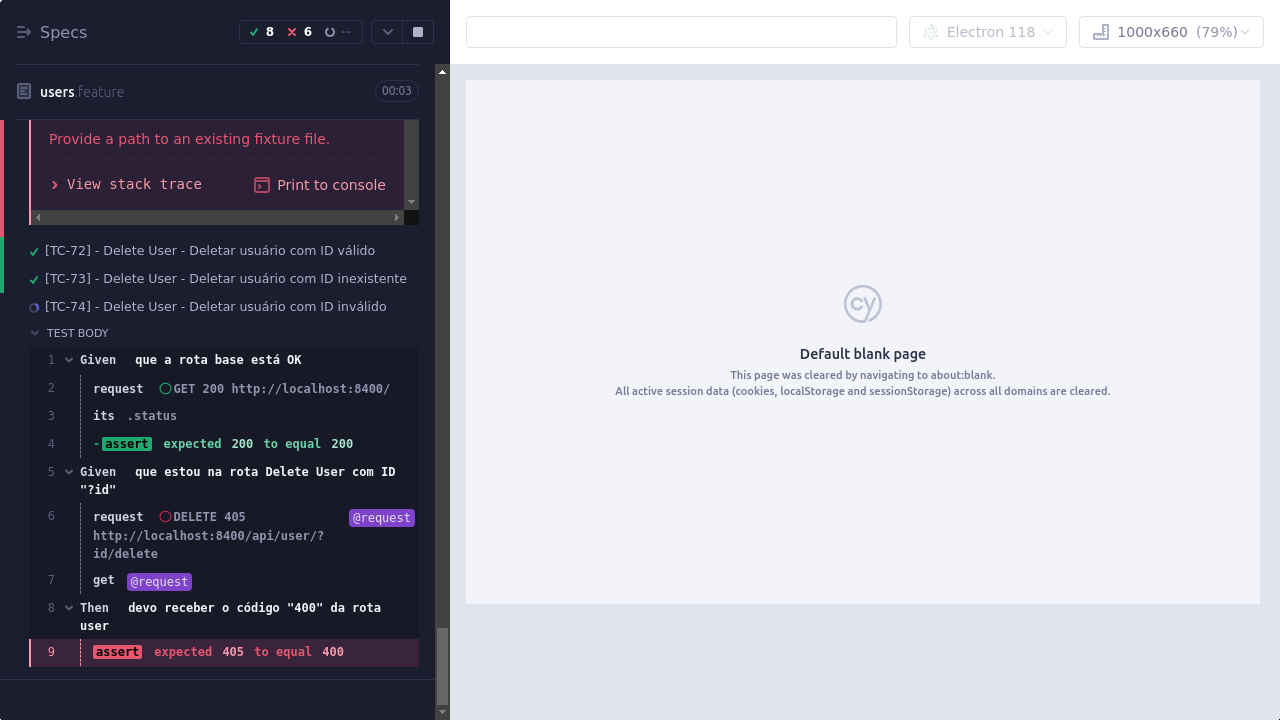 Specs
8
6
--
Electron 118
1000x660 (79%)
users.feature
00:03
Provide a path to an existing fixture file.
View stack trace
Print to console
[TC-72] - Delete User - Deletar usuário com ID válido
[TC-73] - Delete User - Deletar usuário com ID inexistente
[TC-74] - Delete User - Deletar usuário com ID inválido
TEST BODY
1 Given que a rota base está OK
2 request GET 200 http://localhost:8400/
3 its .status
4 -assert expected 200 to equal 200
5 Given que estou na rota Delete User com ID
"?id"
6 request DELETE 405 @request
http://localhost:8400/api/user/?
id/delete
7 get @request
8 Then devo receber o código "400" da rota
user
9 assert expected 405 to equal 400
cy
Default blank page
This page was cleared by navigating to about:blank.
All active session data (cookies, localStorage and sessionStorage) across all domains are cleared.